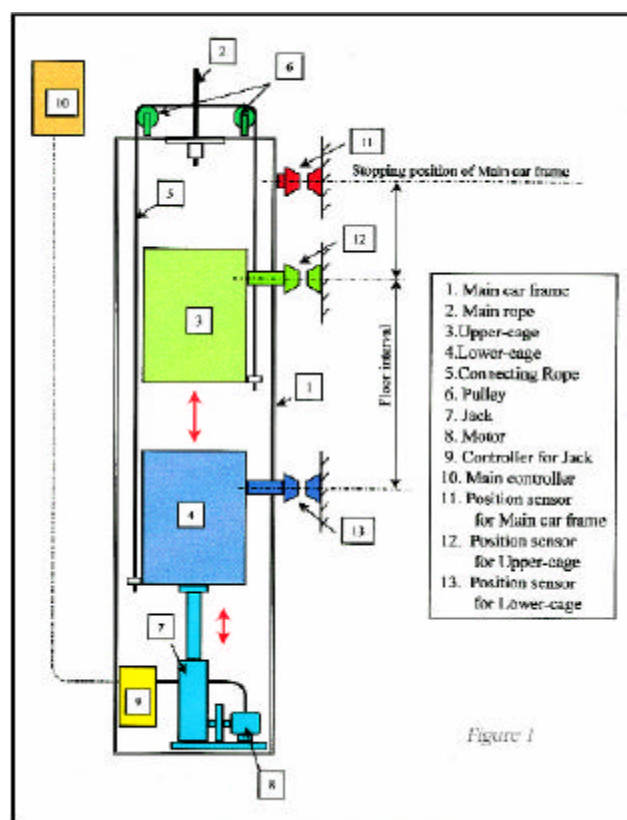 2
6
10
11
Stopping position of Main car frame
5
12
3
1
Floor interval
4
13
7
9
8
1. Main car frame
2. Main rope
3.Upper-cage
4.Lower-cage
5.Connecting Rope
6. Pulley
7. Jack
8. Motor
9. Controller for Jack
10. Main controller
11. Position sensor
for Main car frame
12. Position sensor
for Upper-cage
13. Position sensor
for Lower-cage
Figure 1